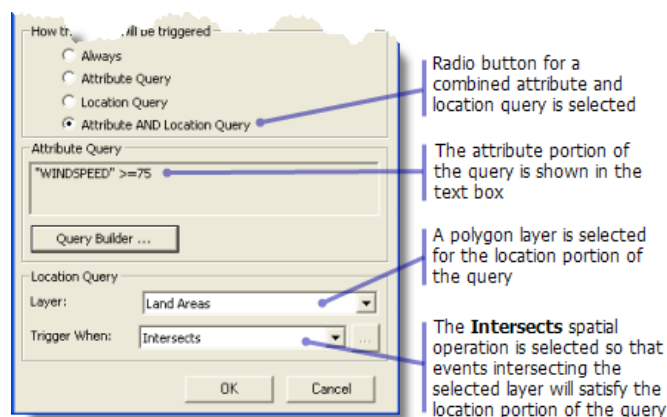 How tr
ill be triggered
Always
Attribute Query
Location Query
Attribute AND Location Query
Attribute Query
"WINDSPEED" >=75
Query Builder ...
Location Query
Layer:
Land Areas
Trigger When:
Intersects
...
OK
Cancel
Radio button for a
combined attribute and
location query is selected
The attribute portion of
the query is shown in the
text box
A polygon layer is selected
for the location portion of
the query
The Intersects spatial
operation is selected so that
events intersecting the
selected layer will satisfy the
location portion of the query